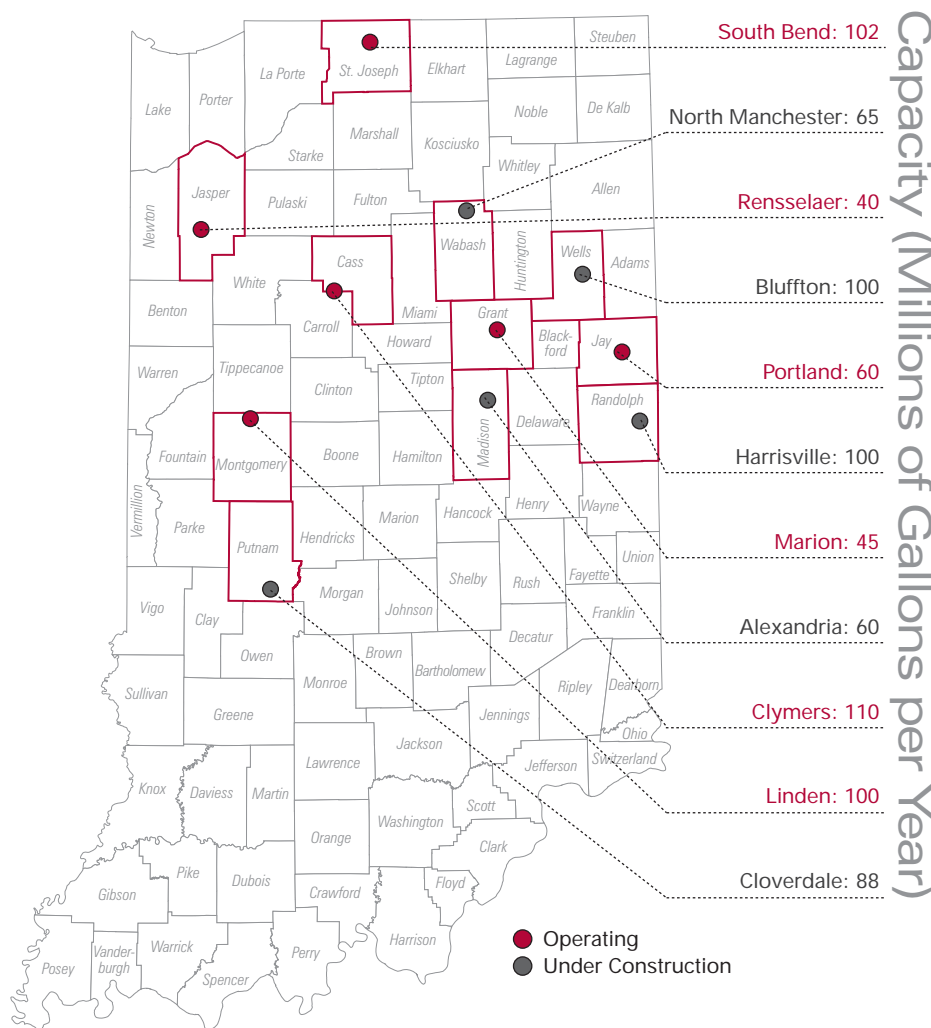 Steuben
South Bend: 102
La Porte
St. Joseph
Elkhart
Lagrange
Lake
Porter
Noble
De Kalb
North Manchester: 65
Marshall
Kosciusko
Starke
Whitley
Jasper
Pulaski
Fulton
Allen
Rensselaer: 40
Newton
Wabash
Huntington
Wells
Adams
Cass
White
Bluffton: 100
Benton
Miami
Grant
Carroll
Howard
Black-
ford
Jay
Warren
Tippecanoe
Clinton
Tipton
Portland: 60
Randolph
Delaware
Madison
Fountain
Montgomery
Boone
Hamilton
Harrisville: 100
Vermillion
Parke
Marion
Hancock
Henry
Wayne
Hendricks
Putnam
Marion: 45
Union
Shelby
Rush
Fayette
Morgan
Johnson
Vigo
Clay
Franklin
Alexandria: 60
Decatur
Owen
Brown
Bartholomew
Monroe
Sullivan
Ripley
Dearborn
Greene
Jennings
Clymers: 110
Jackson
Ohio
Lawrence
Jefferson
Switzerland
Knox
Daviess
Martin
Linden: 100
Scott
Washington
Orange
Clark
Pike
Dubois
Cloverdale: 88
Gibson
Crawford
Floyd
Harrison
Warrick
Perry
Posey
Vander-
burgh
Spencer
Operating
Under Construction
Capacity (Millions of Gallons per Year)